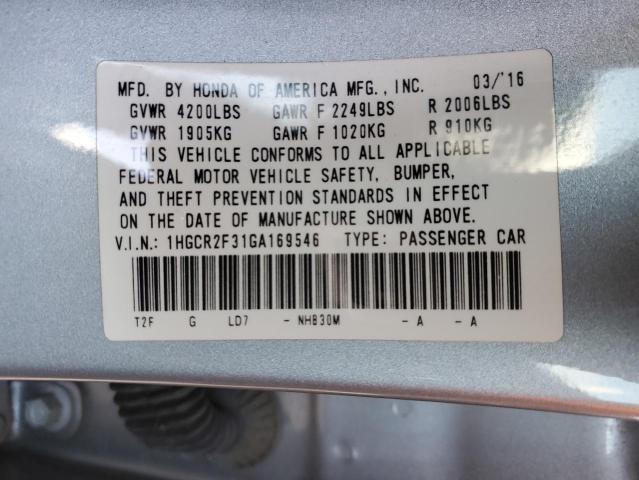 MFD. BY HONDA OF AMERICA MFG., INC. 03/'16
GVWR 4200LBS GAWR F 2249LBS R 2006LBS
GVWR 1905KG GAWR F 1020KG R 910KG
THIS VEHICLE CONFORMS TO ALL APPLICABLE
FEDERAL MOTOR VEHICLE SAFETY, BUMPER,
AND THEFT PREVENTION STANDARDS IN EFFECT
ON THE DATE OF MANUFACTURE SHOWN ABOVE.
V.I.N.: 1HGCR2F31GA169546 TYPE: PASSENGER CAR
T2F G LD7 - NH830M - A - A